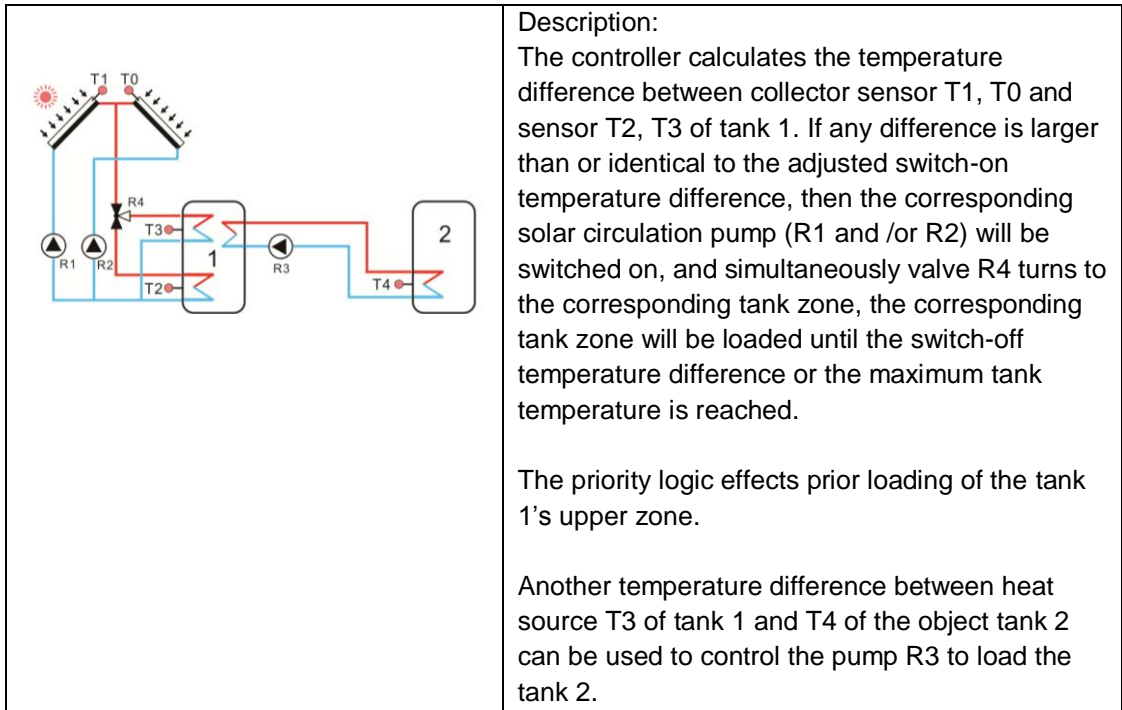 T1 T0
R4
T3
R1
R2
1
R3
2
T4
T2
Description:
The controller calculates the temperature
difference between collector sensor T1, T0 and
sensor T2, T3 of tank 1. If any difference is larger
than or identical to the adjusted switch-on
temperature difference, then the corresponding
solar circulation pump (R1 and /or R2) will be
switched on, and simultaneously valve R4 turns to
the corresponding tank zone, the corresponding
tank zone will be loaded until the switch-off
temperature difference or the maximum tank
temperature is reached.
The priority logic effects prior loading of the tank
1’s upper zone.
Another temperature difference between heat
source T3 of tank 1 and T4 of the object tank 2
can be used to control the pump R3 to load the
tank 2.